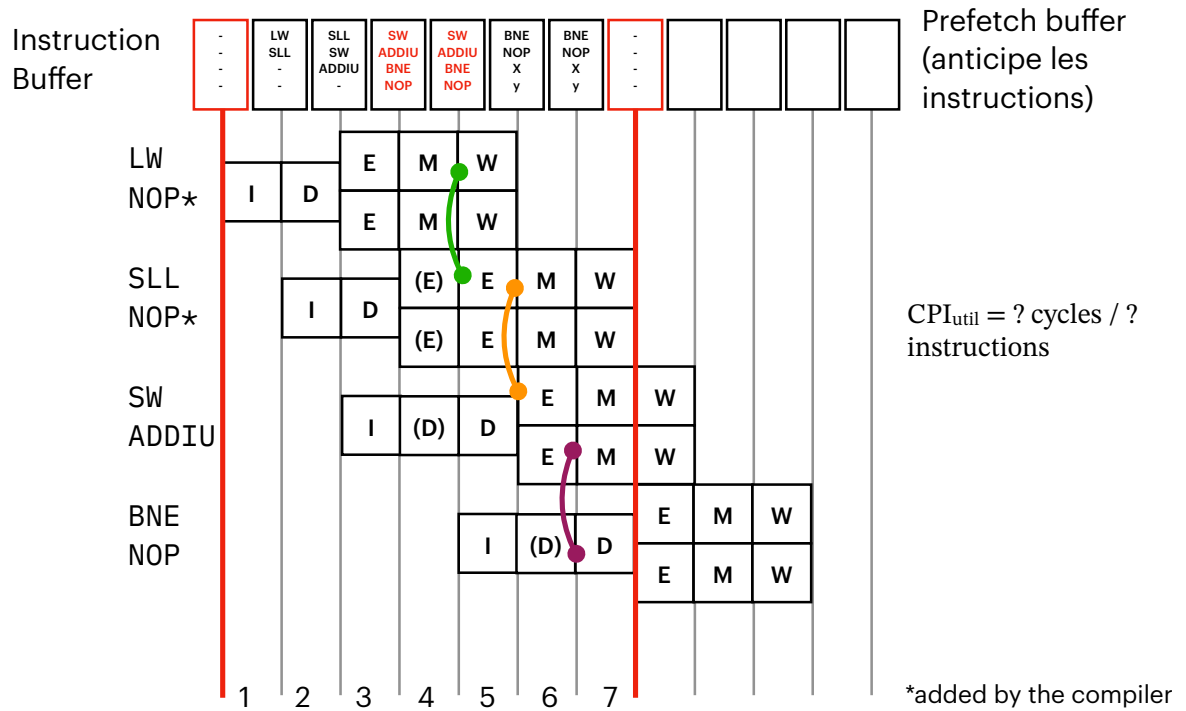 Instruction
Buffer
-
-
-
-
LW
SLL
-
-
SLL
SW
ADDIU
-
SW
ADDIU
BNE
NOP
SW
ADDIU
BNE
NOP
BNE
NOP
X
y
BNE
NOP
X
y
-
-
-
-
Prefetch buffer
(anticipe les
instructions)
LW
NOP*
I D
E M W
E M W
SLL
NOP*
I D
(E) E M W
(E) E M W
CPIutil = ? cycles / ?
instructions
SW
ADDIU
I (D) D
E M W
E M W
BNE
NOP
I (D) D
E M W
E M W
1 2 3 4 5 6 7
*added by the compiler